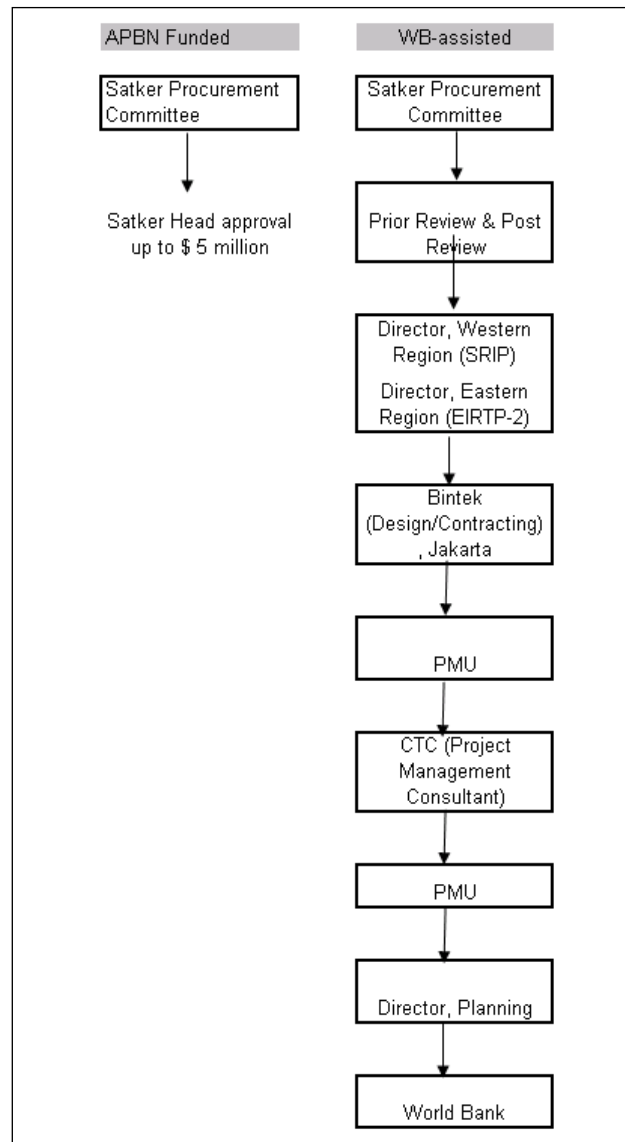 APBN Funded
WB-assisted
Satker Procurement
Committee
Satker Head approval
up to $ 5 million
Satker Procurement
Committee
Prior Review & Post
Review
Director, Western
Region (SRIP)
Director, Eastern
Region (EIRTP-2)
Bintek
(Design/Contracting)
, Jakarta
PMU
CTC (Project
Management
Consultant)
PMU
Director, Planning
World Bank